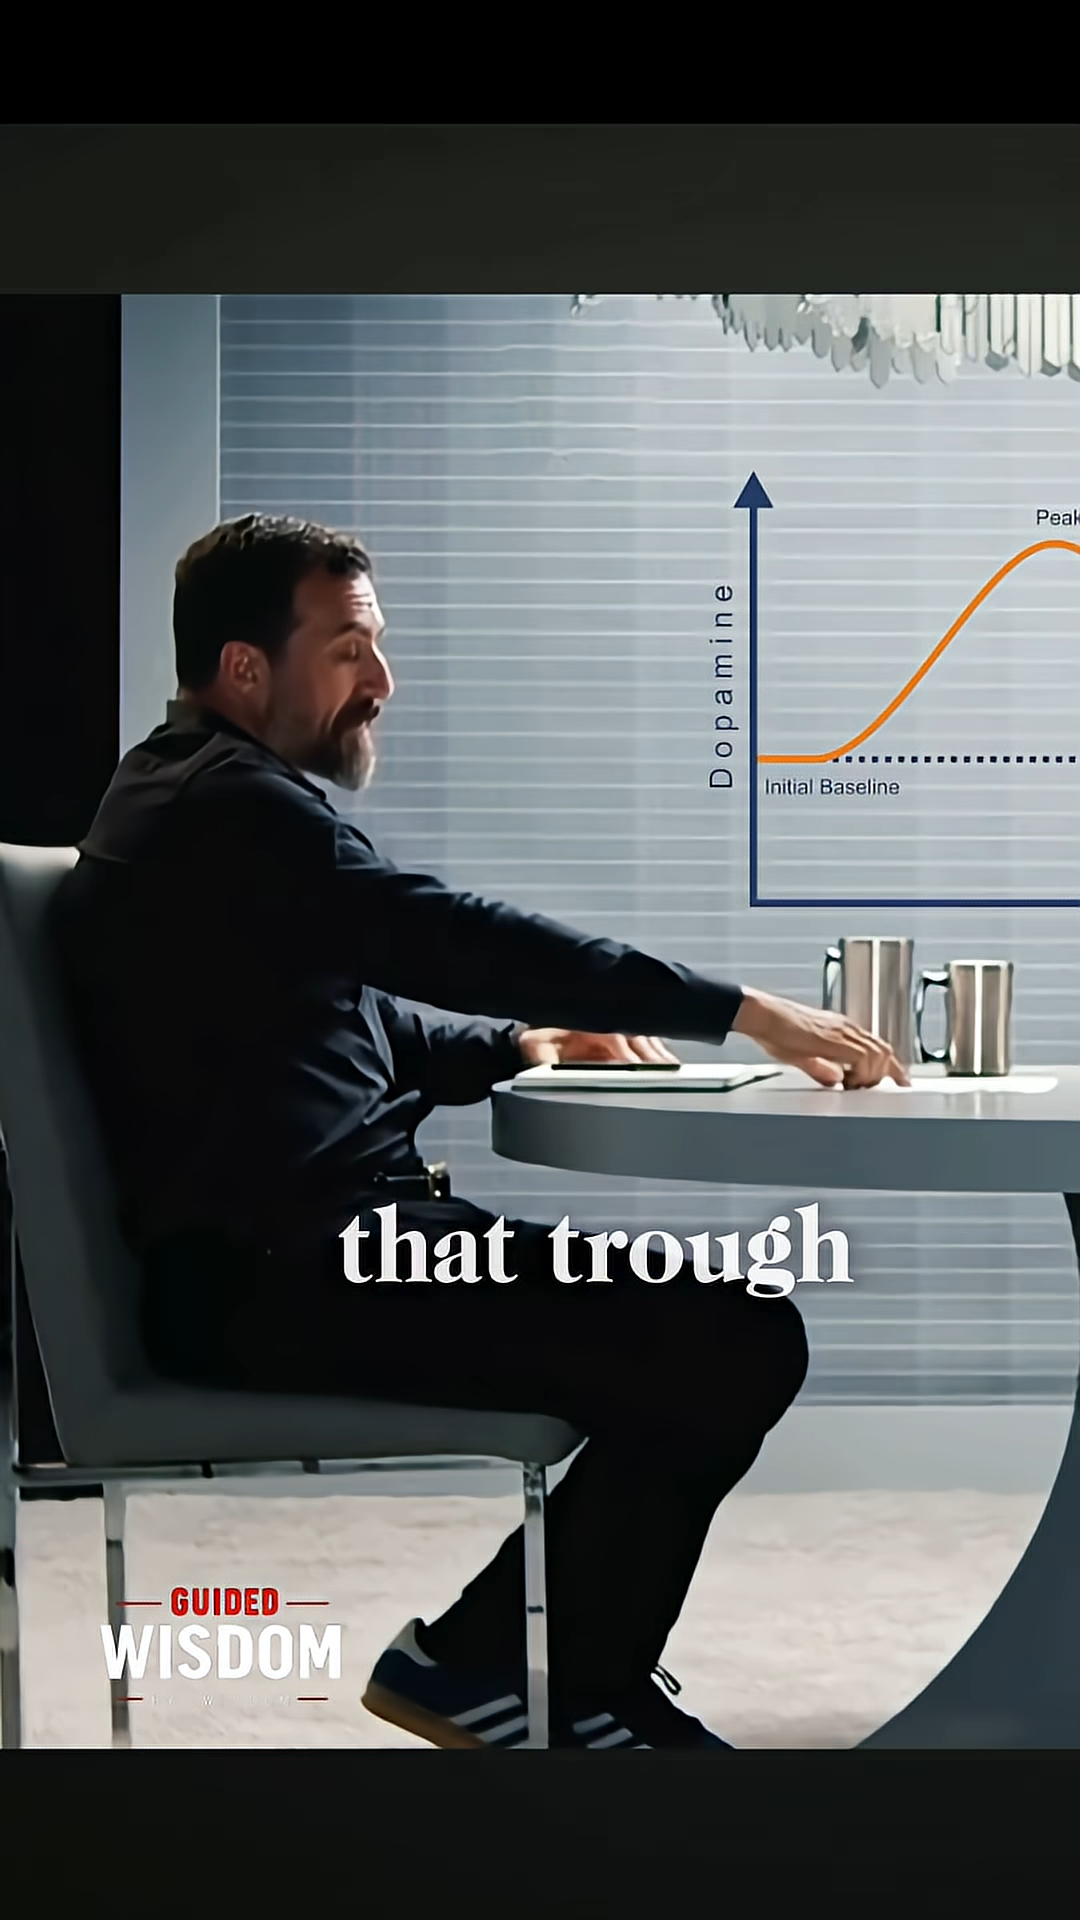 Peak
Dopamine
Initial Baseline
that trough
GUIDED
WISDOM